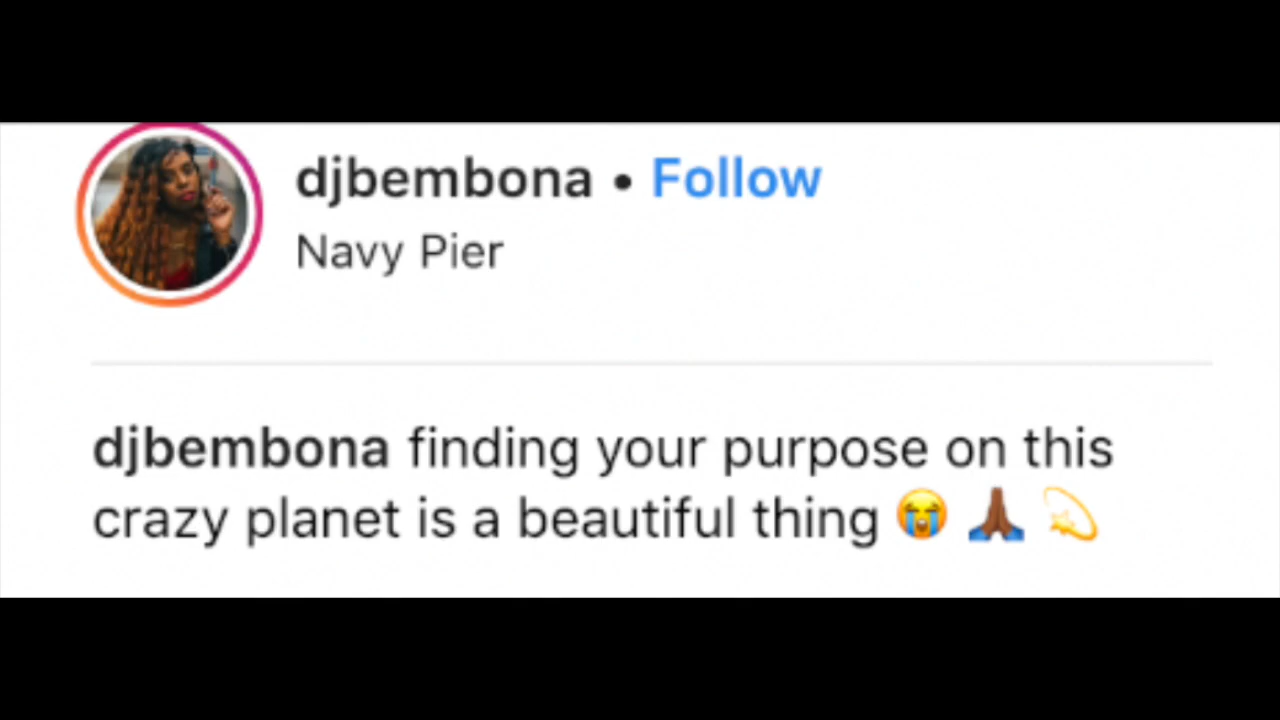 djbembona • Follow
Navy Pier
djbembona finding your purpose on this
crazy planet is a beautiful thing 😭 🙏🏾 💫